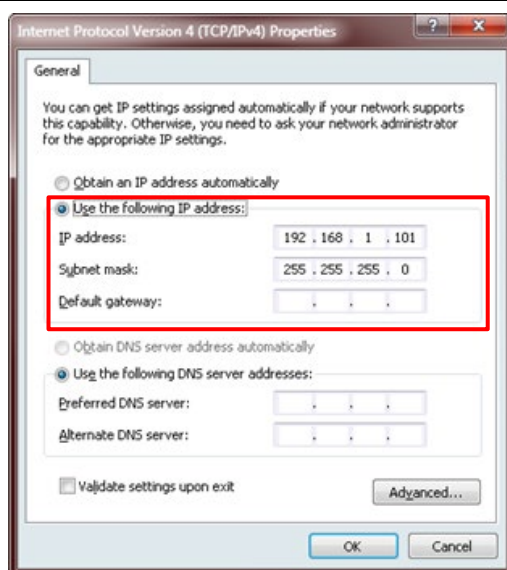 Internet Protocol Version 4 (TCP/IPv4) Properties
General
You can get IP settings assigned automatically if your network supports
this capability. Otherwise, you need to ask your network administrator
for the appropriate IP settings.
Obtain an IP address automatically
Use the following IP address:
IP address: 192 . 168 . 1 . 101
Subnet mask: 255 . 255 . 255 . 0
Default gateway: . . .
Obtain DNS server address automatically
Use the following DNS server addresses:
Preferred DNS server: . . .
Alternate DNS server: . . .
Validate settings upon exit
Advanced...
OK Cancel